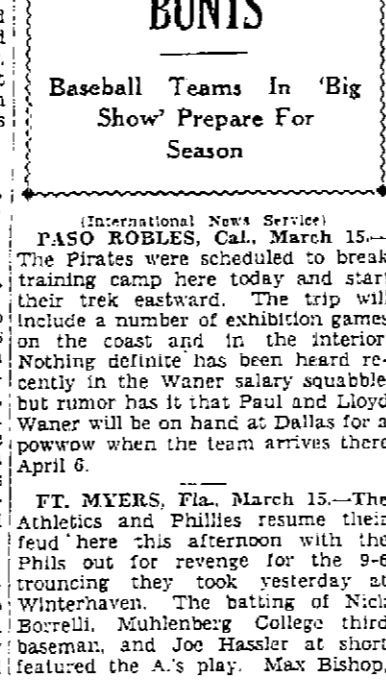 BUNTS
Baseball Teams In 'Big
Show' Prepare For
Season
(International News Service)
PASO ROBLES, Cal., March 15.—
The Pirates were scheduled to break
training camp here today and start
their trek eastward. The trip will
include a number of exhibition games
on the coast and in the interior
Nothing definite has been heard re-
cently in the Waner salary squabble
but rumor has it that Paul and Lloyd
Waner will be on hand at Dallas for a
powwow when the team arrives there
April 6.
FT. MYERS, Fla., March 15.—The
Athletics and Phillies resume their
feud here this afternoon with the
Phils out for revenge for the 9-6
trouncing they took yesterday at
Winterhaven. The batting of Nick
Borrelli, Muhlenberg College third
baseman, and Joe Hassler at short
featured the A.'s play. Max Bishop,